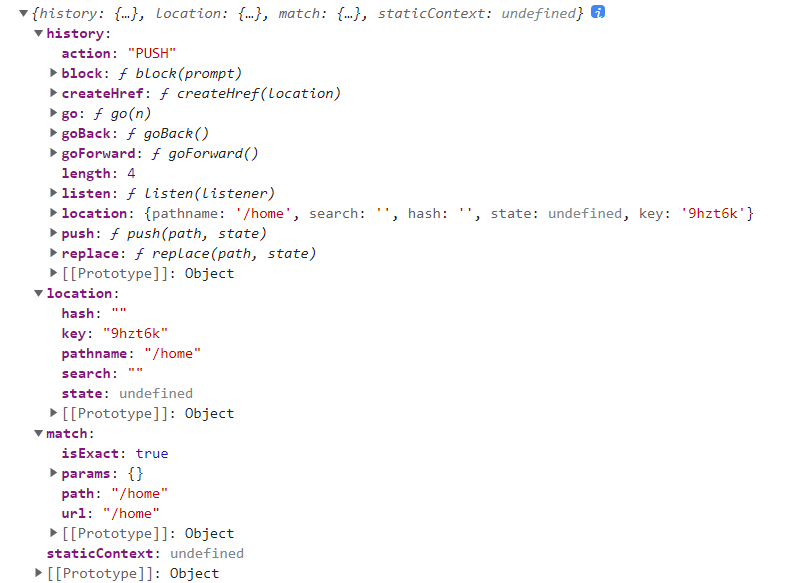 ▼{history: {…}, location: {…}, match: {…}, staticContext: undefined} i
▼history:
action: "PUSH"
▶block: ƒ block(prompt)
▶createHref: ƒ createHref(location)
▶go: ƒ go(n)
▶goBack: ƒ goBack()
▶goForward: ƒ goForward()
length: 4
▶listen: ƒ listen(listener)
▶location: {pathname: '/home', search: '', hash: '', state: undefined, key: '9hzt6k'}
▶push: ƒ push(path, state)
▶replace: ƒ replace(path, state)
▶[[Prototype]]: Object
▼location:
hash: ""
key: "9hzt6k"
pathname: "/home"
search: ""
state: undefined
▶[[Prototype]]: Object
▼match:
isExact: true
▶params: {}
path: "/home"
url: "/home"
▶[[Prototype]]: Object
staticContext: undefined
▶[[Prototype]]: Object